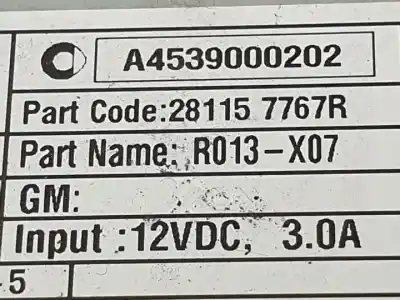 A4539000202
Part Code:28115 7767R
Part Name: R013-X07
GM:
Input :12VDC, 3.0A
5